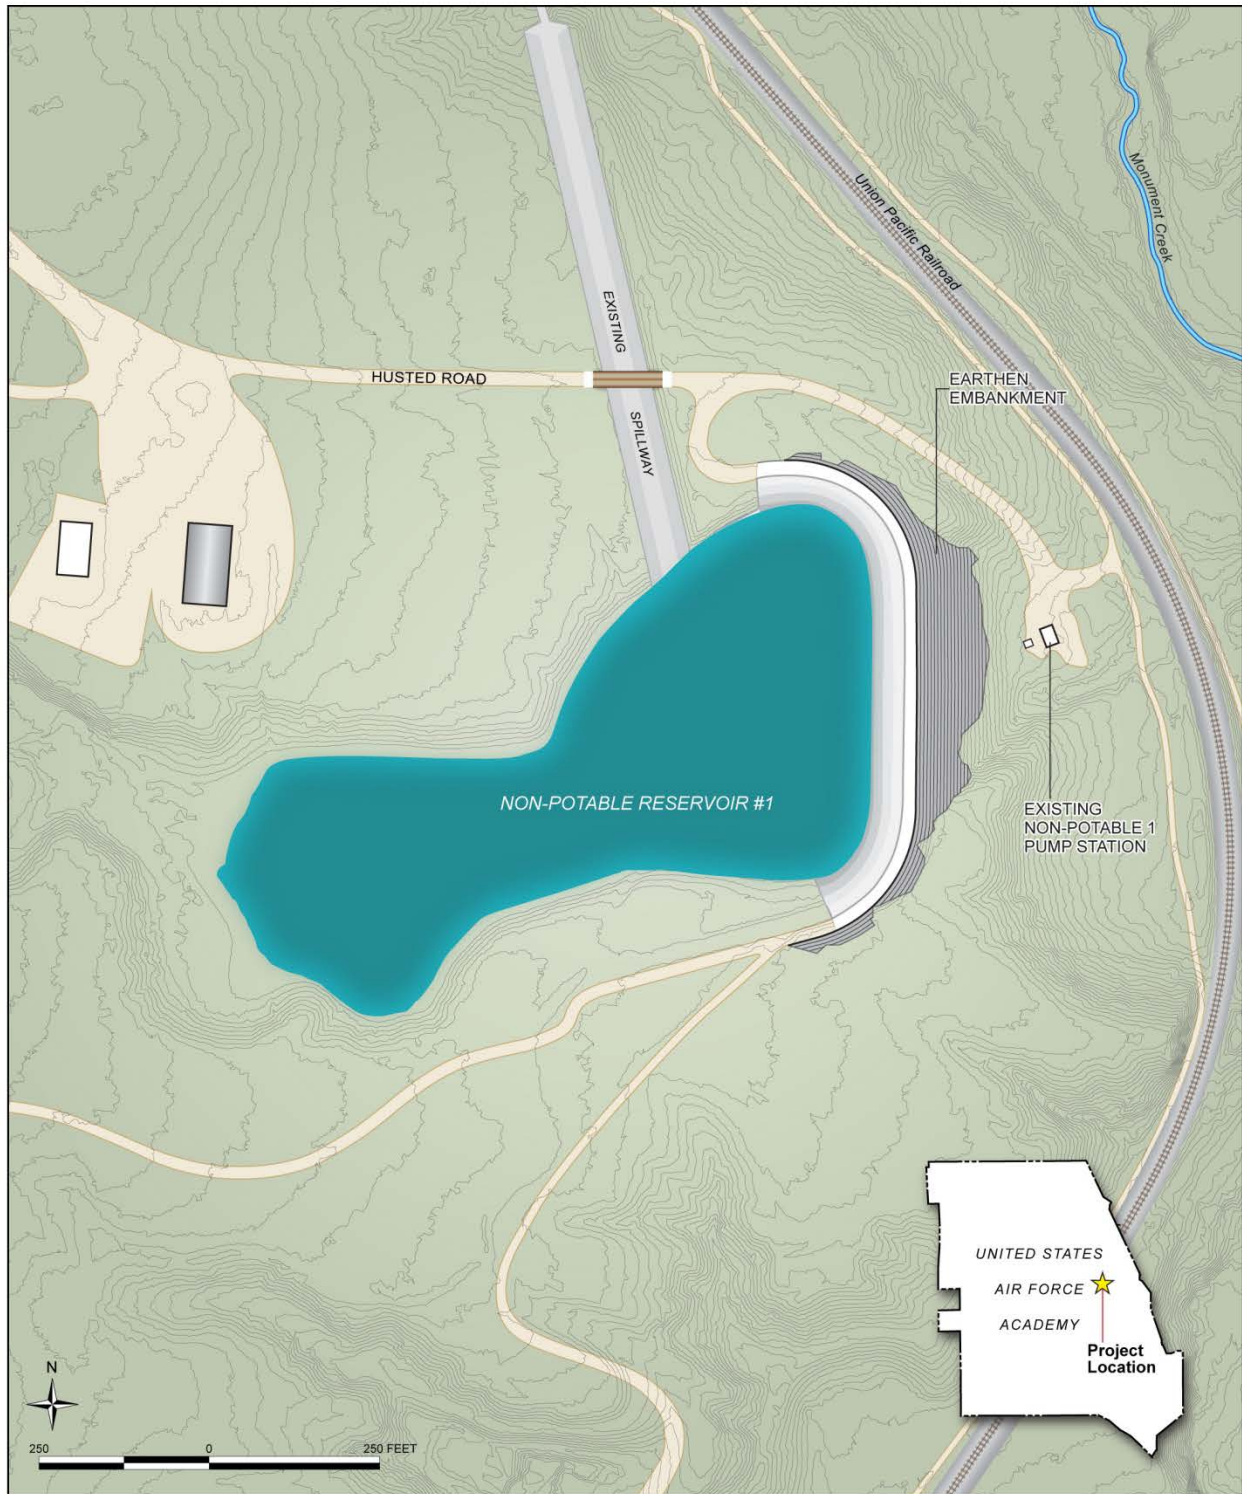 Monument Creek
Union Pacific Railroad
EXISTING
HUSTED ROAD
SPILLWAY
EARTHEN
EMBANKMENT
NON-POTABLE RESERVOIR #1
EXISTING
NON-POTABLE 1
PUMP STATION
UNITED STATES
AIR FORCE
ACADEMY
Project
Location
N
250 0 250 FEET